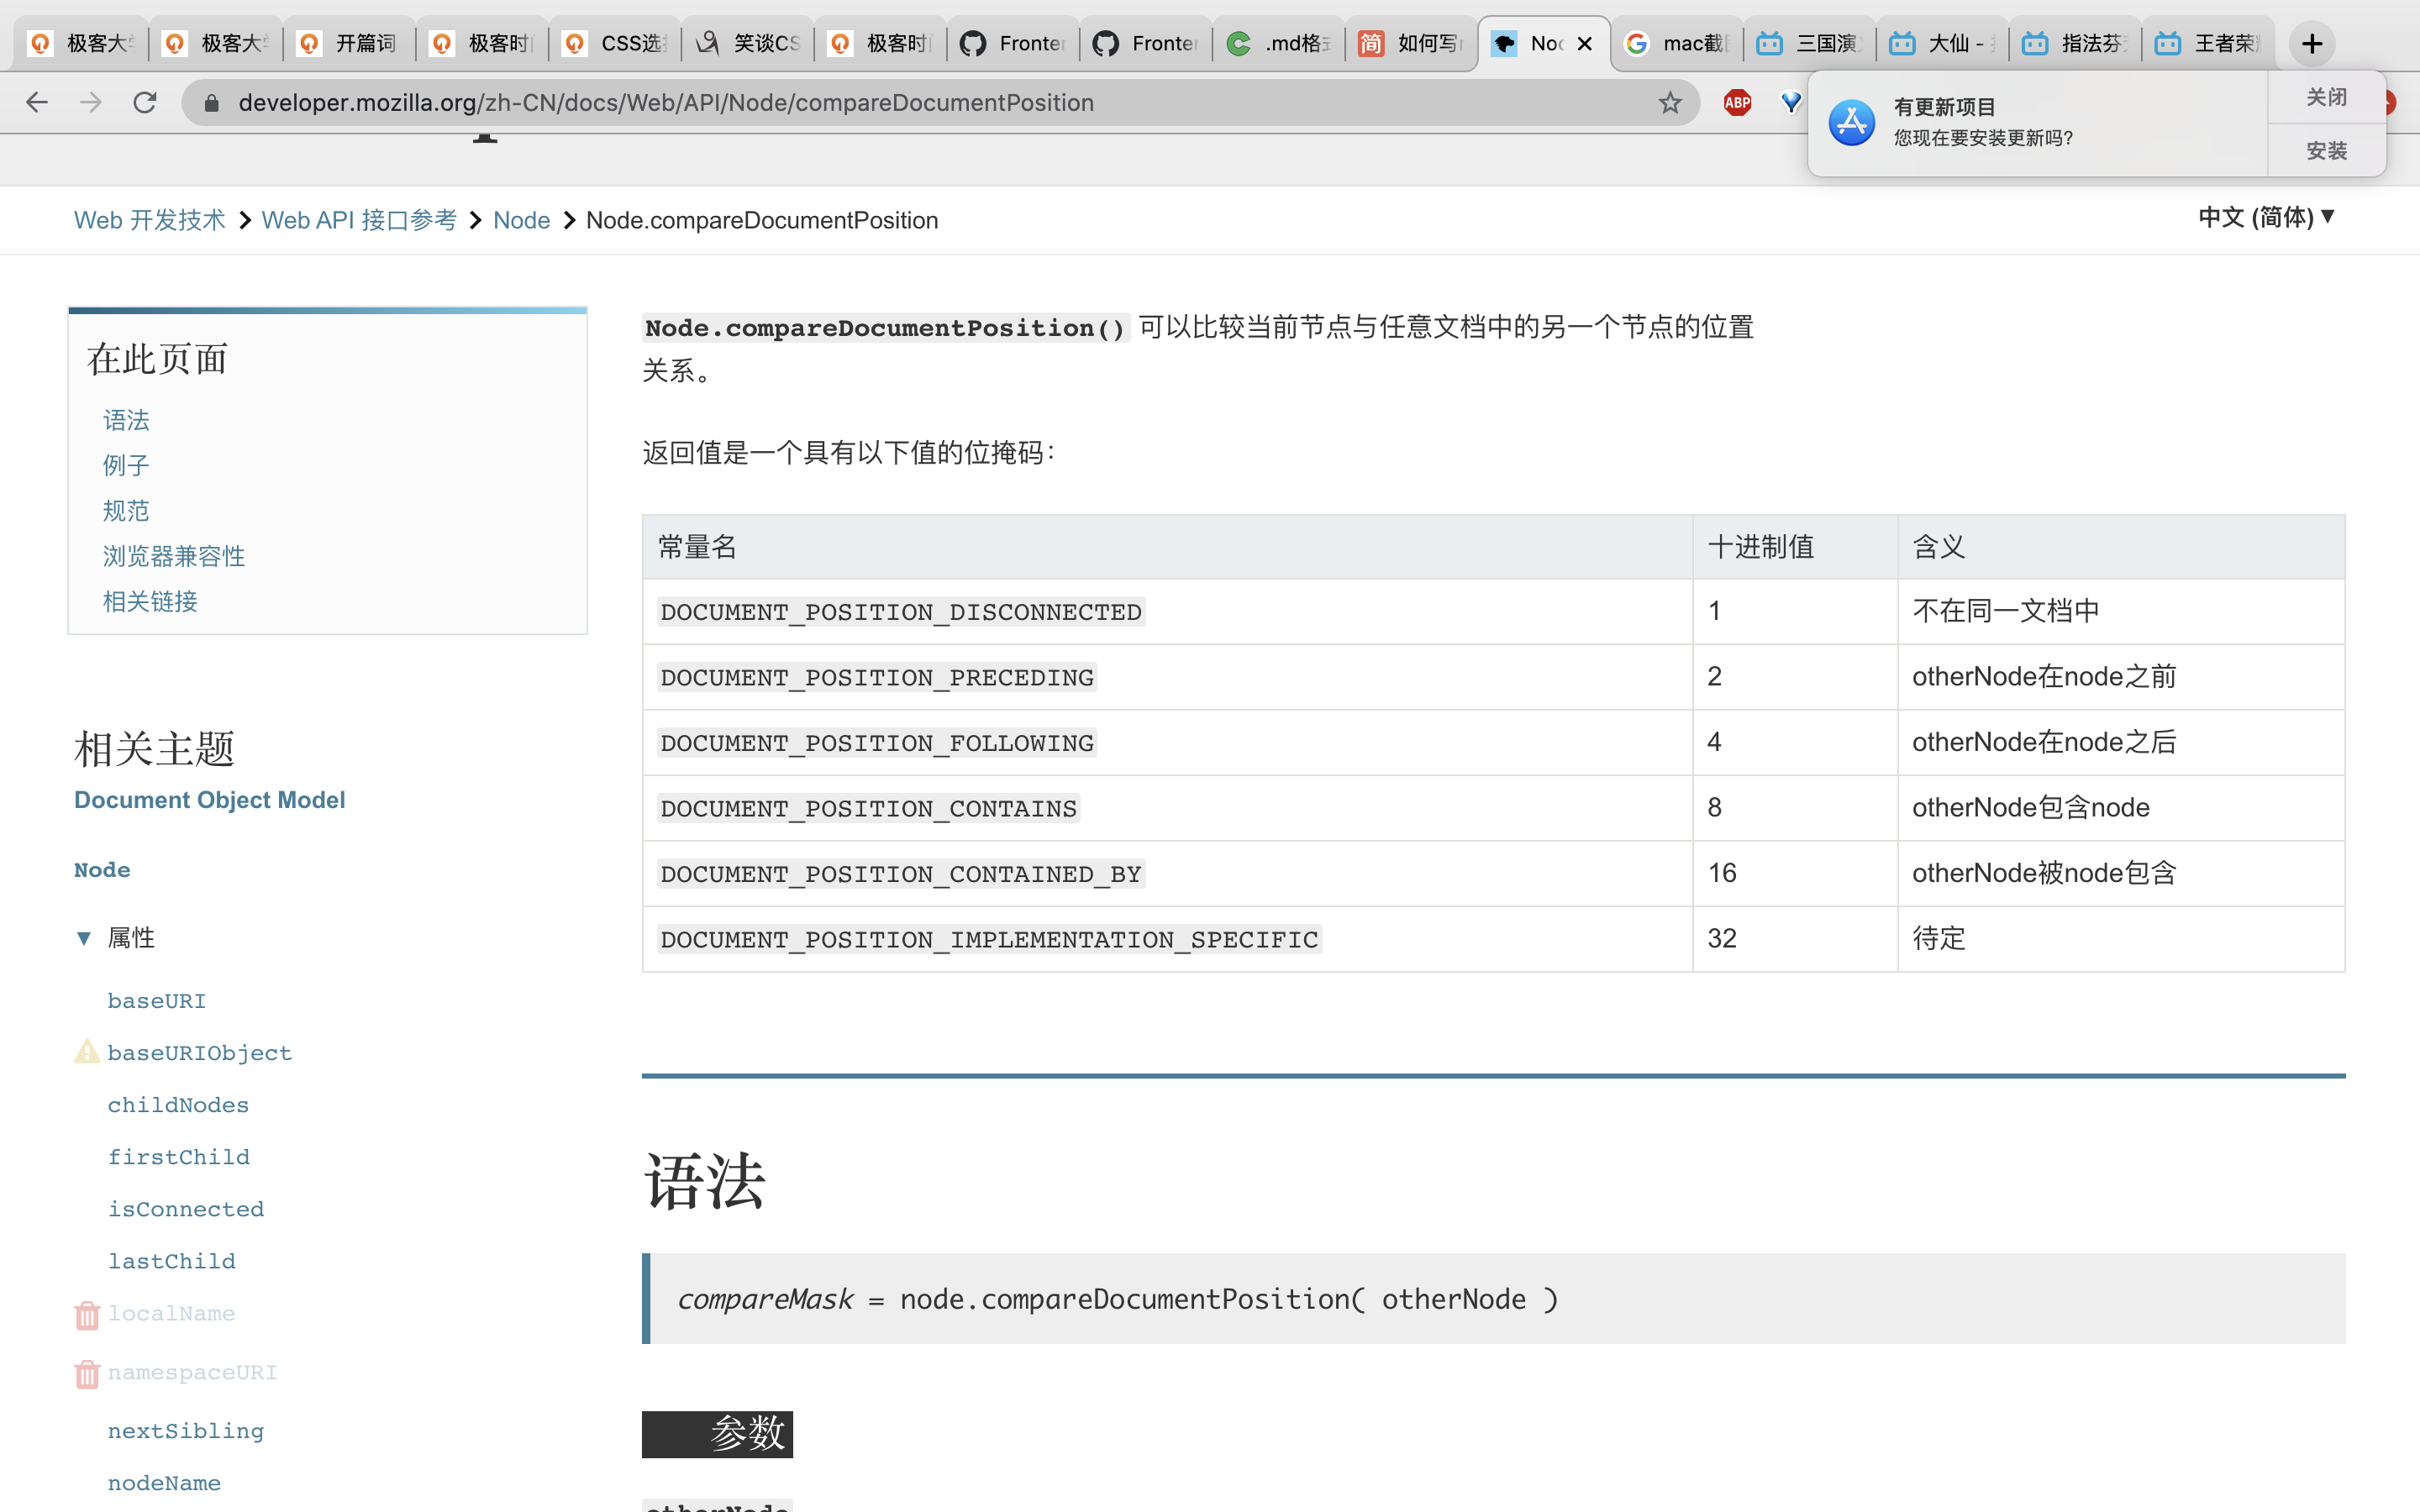 极客大
极客大
开篇词
极客时
CSS选
笑谈CS
极客时
Fronte
Fronte
.md格
如何写
Noc
mac截
三国演
大仙 -
指法芬
王者荣
developer.mozilla.org/zh-CN/docs/Web/API/Node/compareDocumentPosition
ABP
有更新项目
您现在要安装更新吗?
关闭
安装
Web 开发技术 > Web API 接口参考 > Node > Node.compareDocumentPosition
中文 (简体) ▼
在此页面
语法
例子
规范
浏览器兼容性
相关链接
相关主题
Document Object Model
Node
▼ 属性
baseURI
baseURIObject
childNodes
firstChild
isConnected
lastChild
localName
namespaceURI
nextSibling
nodeName
Node.compareDocumentPosition() 可以比较当前节点与任意文档中的另一个节点的位置
关系。
返回值是一个具有以下值的位掩码：
常量名 十进制值 含义
DOCUMENT_POSITION_DISCONNECTED 1 不在同一文档中
DOCUMENT_POSITION_PRECEDING 2 otherNode在node之前
DOCUMENT_POSITION_FOLLOWING 4 otherNode在node之后
DOCUMENT_POSITION_CONTAINS 8 otherNode包含node
DOCUMENT_POSITION_CONTAINED_BY 16 otherNode被node包含
DOCUMENT_POSITION_IMPLEMENTATION_SPECIFIC 32 待定
语法
compareMask = node.compareDocumentPosition( otherNode )
参数
otherNode